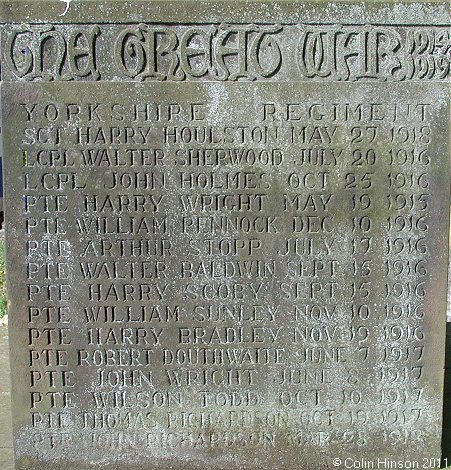 THE GREAT WAR 1914
1919
YORKSHIRE REGIMENT
SGT HARRY HOULSTON MAY 27 1918
LCPL WALTER SHERWOOD JULY 20 1916
LCPL JOHN HOLMES OCT 25 1916
PTE HARRY WRIGHT MAY 19 1915
PTE WILLIAM PENNOCK DEC 10 1916
PTE ARTHUR STOPP JULY 17 1916
PTE WALTER BALDWIN SEPT 15 1916
PTE HARRY SCOBY SEPT 15 1916
PTE WILLIAM SUNLEY NOV 10 1916
PTE HARRY BRADLEY NOV 19 1916
PTE ROBERT DOUTHWAITE JUNE 7 1917
PTE JOHN WRIGHT JUNE 8 1917
PTE WILSON TODD OCT 10 1917
PTE THOMAS RICHARDSON OCT 19 1917
PTE JOHN RICHARDSON MAR 28 1918
© Colin Hinson 2011